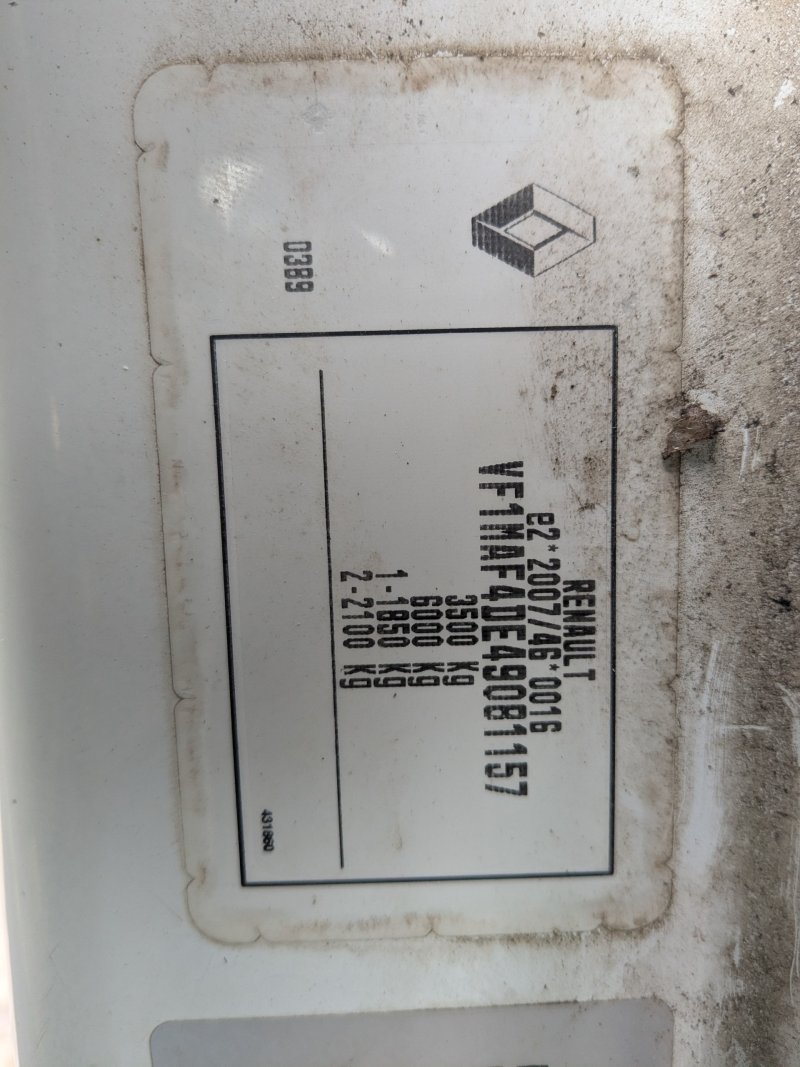 RENAULT
e2*2007//46*0016
VF1MAF4DE49081157
3500 Kg
6000 Kg
1-1850 Kg
2-2100 Kg
431860
0389